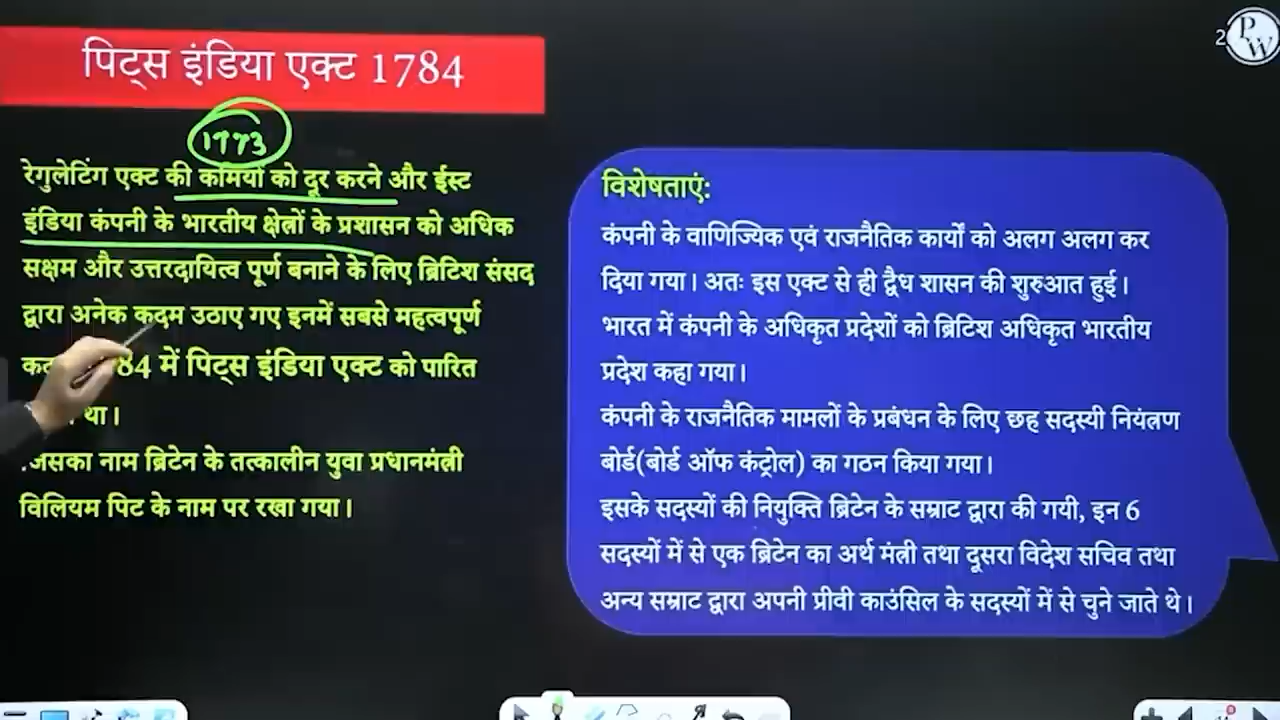 पिट्स इंडिया एक्ट 1784
2
PW
1773
रेगुलेटिंग एक्ट की कमियों को दूर करने और ईस्ट
इंडिया कंपनी के भारतीय क्षेत्रों के प्रशासन को अधिक
सक्षम और उत्तरदायित्व पूर्ण बनाने के लिए ब्रिटिश संसद
द्वारा अनेक कदम उठाए गए इनमें सबसे महत्वपूर्ण
84 में पिट्स इंडिया एक्ट को पारित
था।
जिसका नाम ब्रिटेन के तत्कालीन युवा प्रधानमंत्री
विलियम पिट के नाम पर रखा गया।
विशेषताएं:
कंपनी के वाणिज्यिक एवं राजनैतिक कार्यों को अलग अलग कर
दिया गया। अतः इस एक्ट से ही द्वैध शासन की शुरुआत हुई।
भारत में कंपनी के अधिकृत प्रदेशों को ब्रिटिश अधिकृत भारतीय
प्रदेश कहा गया।
कंपनी के राजनैतिक मामलों के प्रबंधन के लिए छह सदस्यी नियंत्रण
बोर्ड(बोर्ड ऑफ कंट्रोल) का गठन किया गया।
इसके सदस्यों की नियुक्ति ब्रिटेन के सम्राट द्वारा की गयी, इन 6
सदस्यों में से एक ब्रिटेन का अर्थ मंत्री तथा दूसरा विदेश सचिव तथा
अन्य सम्राट द्वारा अपनी प्रीवी काउंसिल के सदस्यों में से चुने जाते थे।